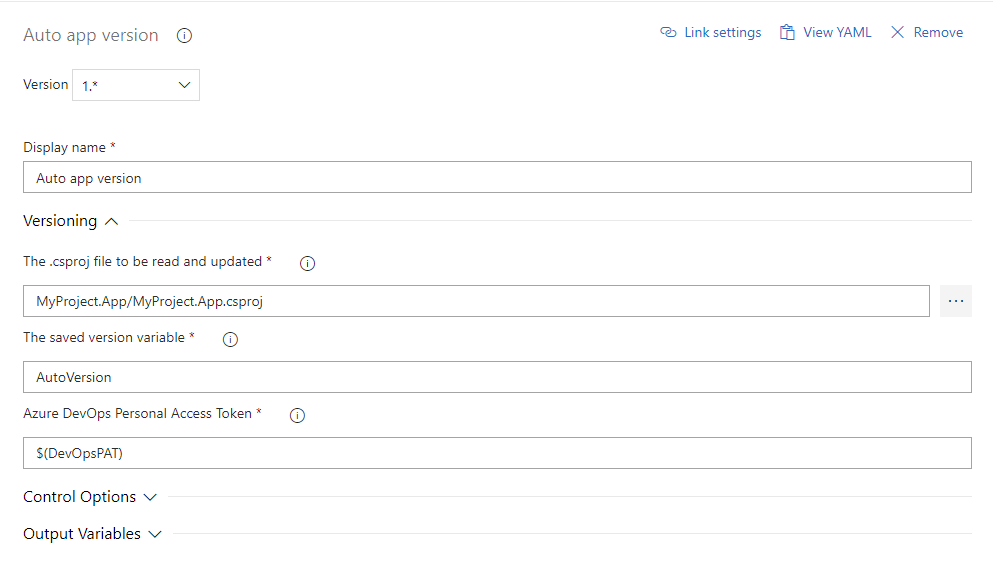 Auto app version
Link settings View YAML Remove
Version 1.*
Display name *
Auto app version
Versioning
The .csproj file to be read and updated *
MyProject.App/MyProject.App.csproj ...
The saved version variable *
AutoVersion
Azure DevOps Personal Access Token *
$(DevOpsPAT)
Control Options
Output Variables